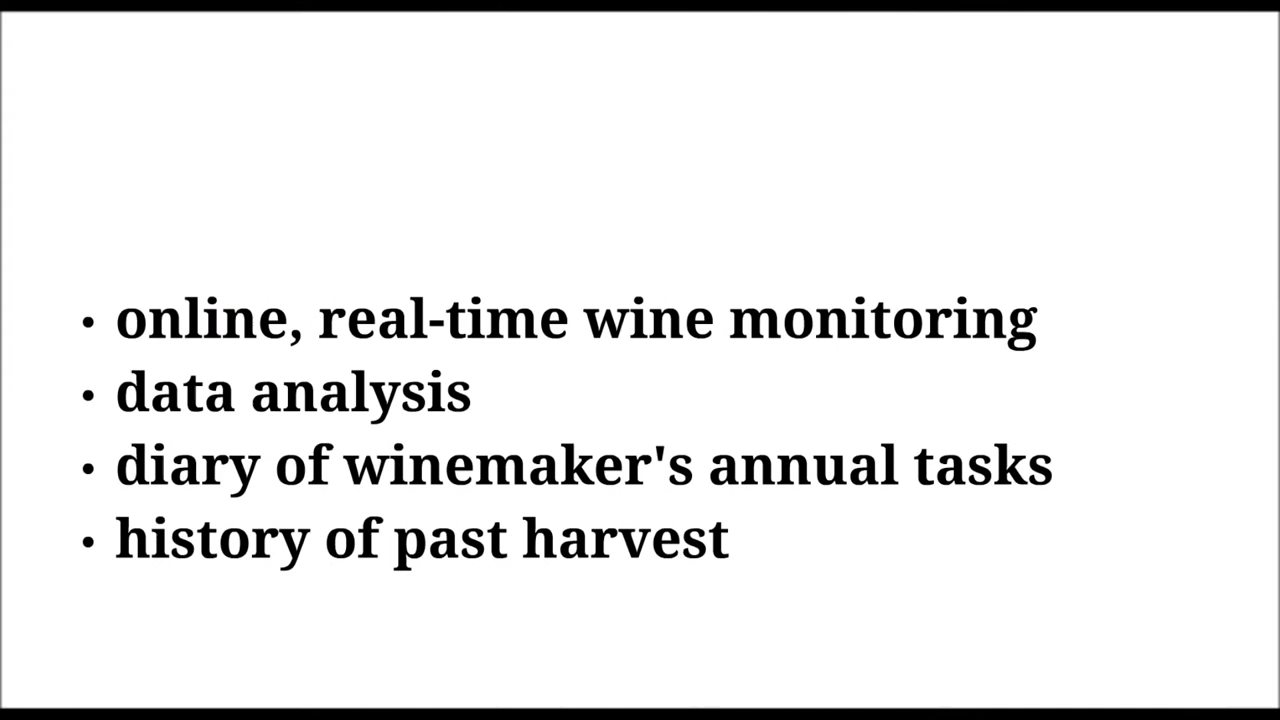 • online, real-time wine monitoring
• data analysis
• diary of winemaker's annual tasks
• history of past harvest